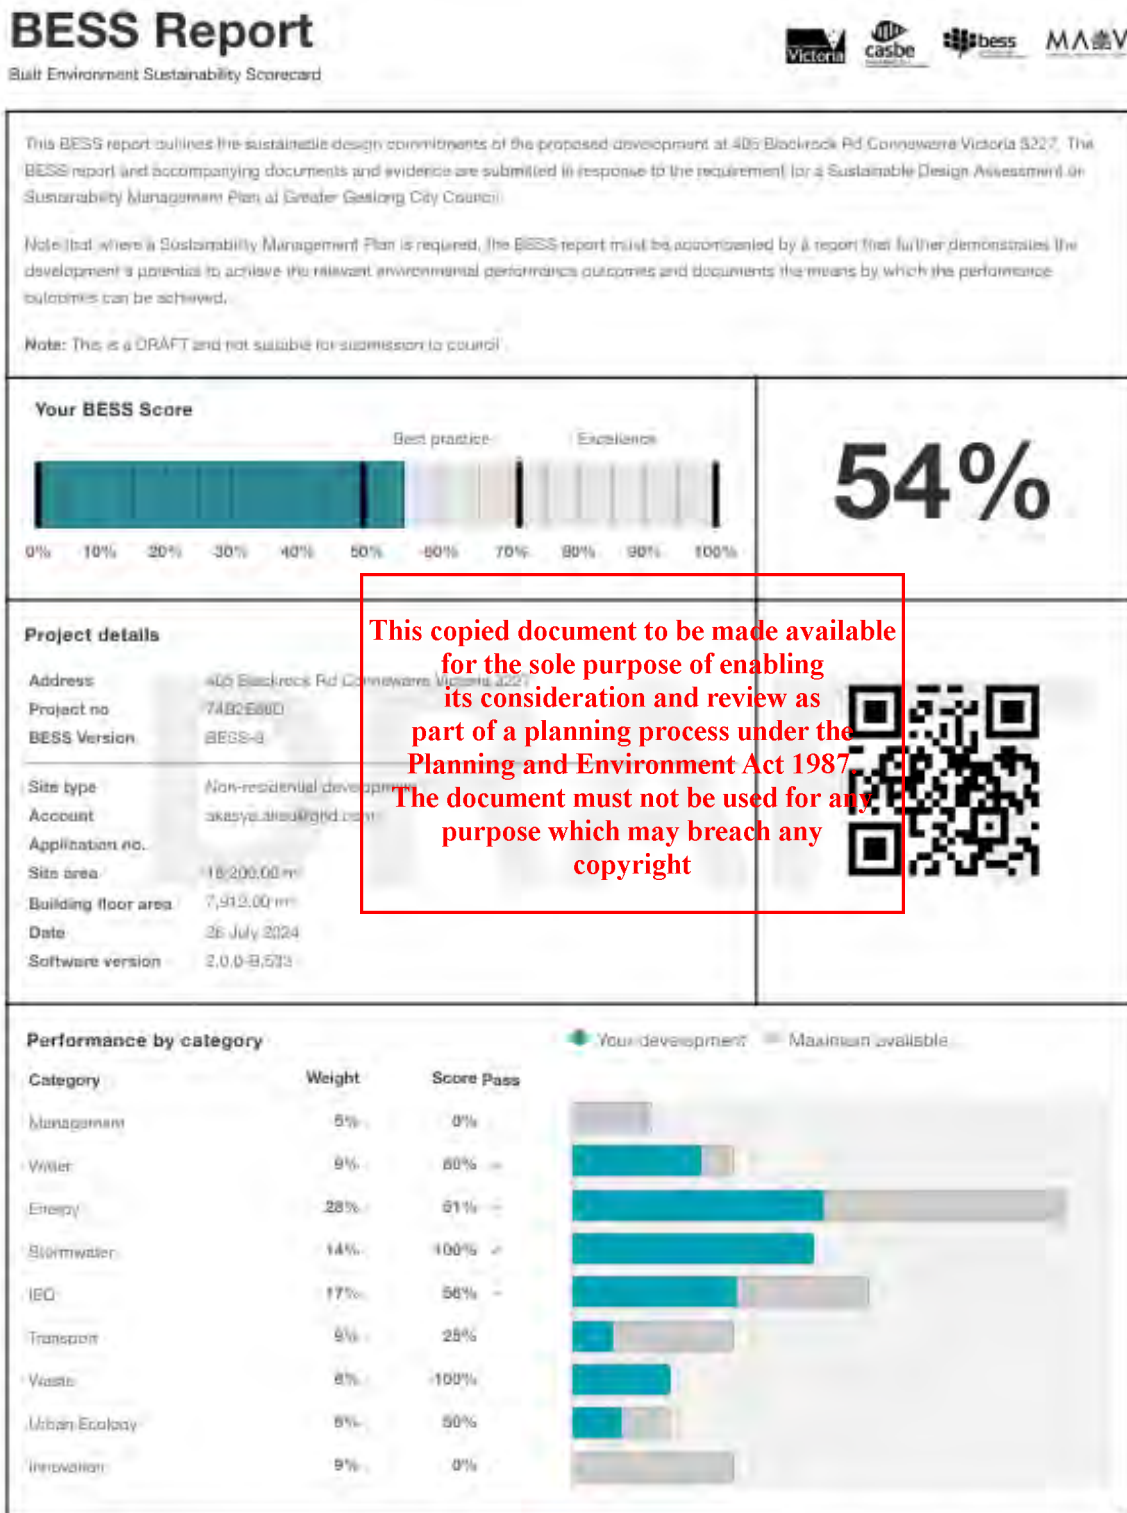 BESS Report
Built Environment Sustainability Scorecard
Victoria
casbe
bess
This BESS report outlines the sustainable design commitments of the proposed development at 405 Blackrock Rd Connewarre Victoria 3227. The
BESS report and accompanying documents and evidence are submitted in response to the requirement for a Sustainable Design Assessment or
Sustainability Management Plan at Greater Geelong City Council.
Note that where a Sustainability Management Plan is required, the BESS report must be accompanied by a report that further demonstrates the
development's potential to achieve the relevant environmental performance outcomes and documents the means by which the performance
outcomes can be achieved.
Note: This is a DRAFT and not suitable for submission to council
Your BESS Score
Best practice Excellence
54%
0% 10% 20% 30% 40% 50% 60% 70% 80% 90% 100%
This copied document to be made available
for the sole purpose of enabling
its consideration and review as
part of a planning process under the
Planning and Environment Act 1987.
The document must not be used for any
purpose which may breach any
copyright
Project details
Address 405 Blackrock Rd Connewarre Victoria 3227
Project no
BESS Version
Site type Non-residential development
Account
Application no.
Site area
Building floor area 7,912.00 m²
Date 26 July 2024
Software version
Performance by category
Your development Maximum available
Category Weight Score Pass
Management 5% 0%
Water 9%
Energy 28% 51%
Stormwater 14% 100%
IEQ 17% 56%
Transport 9% 25%
Waste 6% 100%
Urban Ecology 6% 50%
Innovation 9% 0%